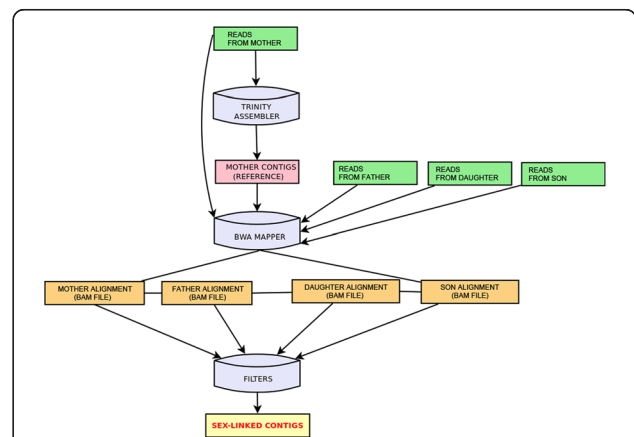 READS
FROM MOTHER
TRINITY
ASSEMBLER
MOTHER CONTIGS
(REFERENCE)
READS
FROM FATHER
READS
FROM DAUGHTER
READS
FROM SON
BWA MAPPER
MOTHER ALIGNMENT
(BAM FILE)
FATHER ALIGNMENT
(BAM FILE)
DAUGHTER ALIGNMENT
(BAM FILE)
SON ALIGNMENT
(BAM FILE)
FILTERS
SEX-LINKED CONTIGS